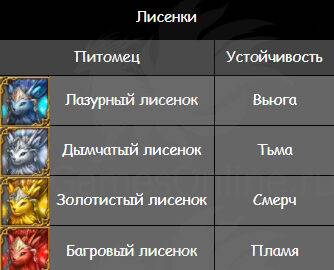 Лисенки
Питомец Устойчивость
Лазурный лисенок Вьюга
Дымчатый лисенок Тьма
Золотистый лисенок Смерч
Багровый лисенок Пламя